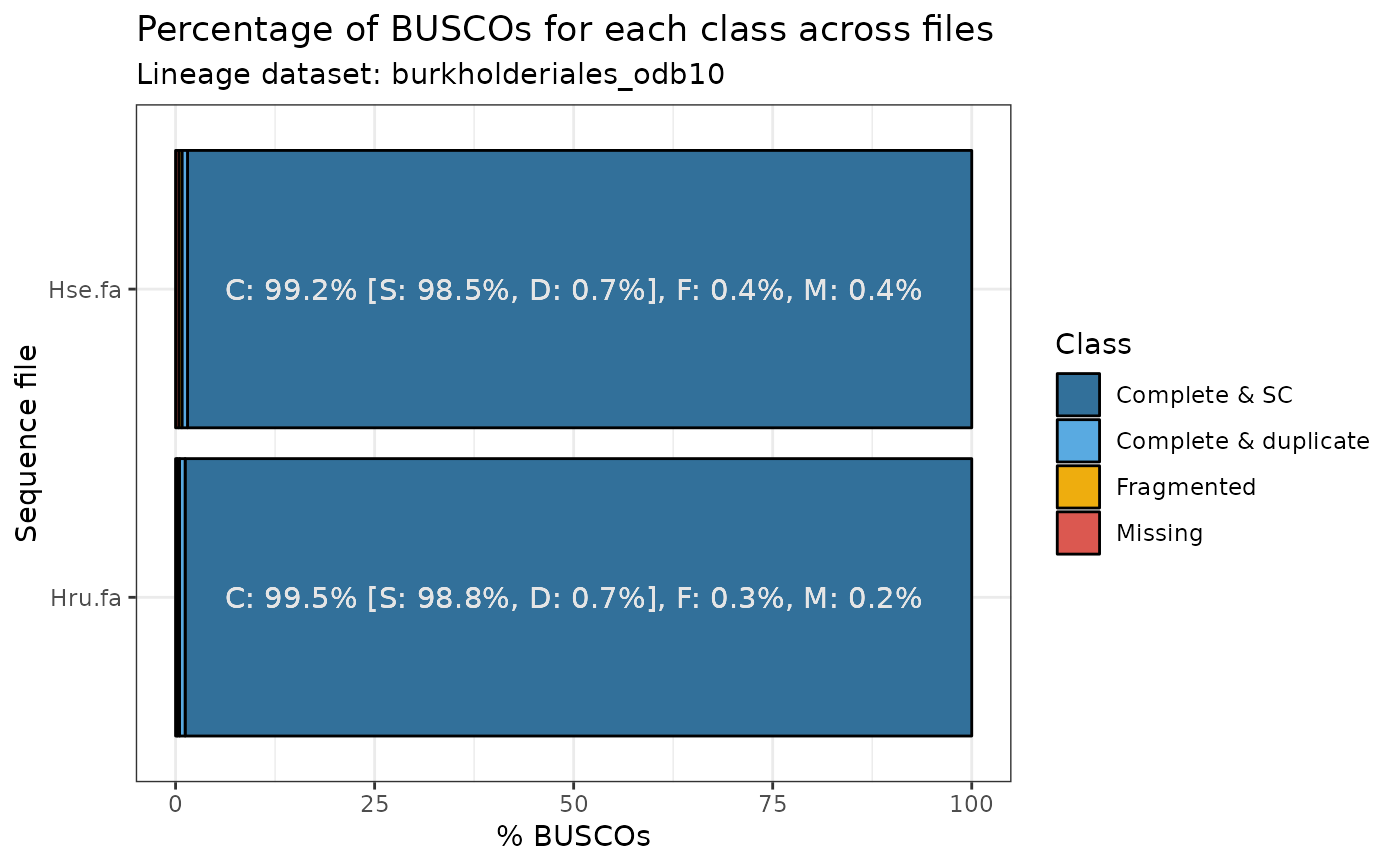 Percentage of BUSCOs for each class across files
Lineage dataset: burkholderiales_odb10
Hse.fa
C: 99.2% [S: 98.5%, D: 0.7%], F: 0.4%, M: 0.4%
Hru.fa
C: 99.5% [S: 98.8%, D: 0.7%], F: 0.3%, M: 0.2%
Sequence file
0 25 50 75 100
% BUSCOs
Class
Complete & SC
Complete & duplicate
Fragmented
Missing